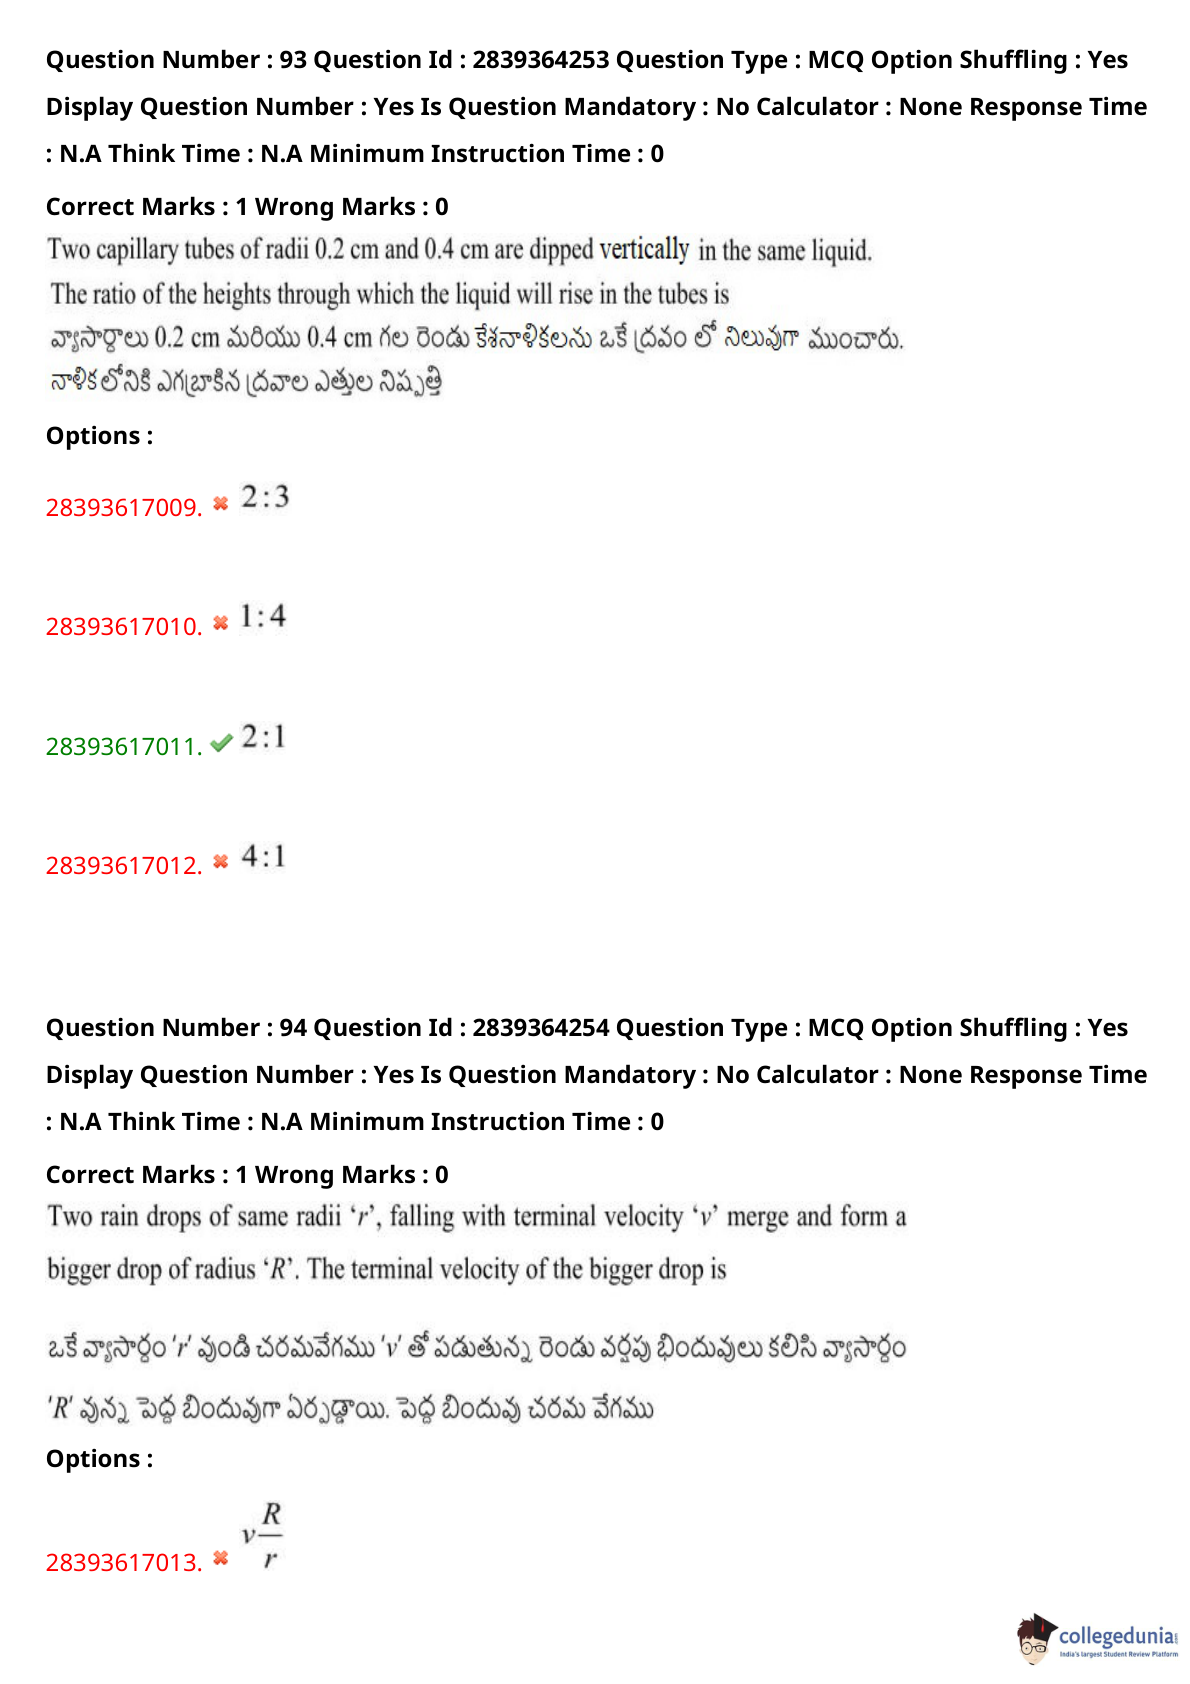 Question Number : 93 Question Id : 2839364253 Question Type : MCQ Option Shuffling : Yes
Display Question Number : Yes Is Question Mandatory : No Calculator : None Response Time
: N.A Think Time : N.A Minimum Instruction Time : 0
Correct Marks : 1 Wrong Marks : 0
Two capillary tubes of radii 0.2 cm and 0.4 cm are dipped vertically in the same liquid.
The ratio of the heights through which the liquid will rise in the tubes is
వ్యాసార్ధాలు 0.2 cm మరియు 0.4 cm గల రెండు కేశనాళికలను ఒకే ద్రవం లో నిలువుగా ముంచారు.
నాళికలోనికి ఎగబ్రాకిన ద్రవాల ఎత్తుల నిష్పత్తి
Options :
28393617009. 2:3
28393617010. 1:4
28393617011. 2:1
28393617012. 4:1
Question Number : 94 Question Id : 2839364254 Question Type : MCQ Option Shuffling : Yes
Display Question Number : Yes Is Question Mandatory : No Calculator : None Response Time
: N.A Think Time : N.A Minimum Instruction Time : 0
Correct Marks : 1 Wrong Marks : 0
Two rain drops of same radii ‘r’, falling with terminal velocity ‘v’ merge and form a
bigger drop of radius ‘R’. The terminal velocity of the bigger drop is
ఒకే వ్యాసార్ధం 'r' వుండి చరమవేగము 'v' తో పడుతున్న రెండు వర్షపు భిందువులు కలిసి వ్యాసార్ధం
'R' వున్న పెద్ద బిందువుగా ఏర్పడ్డాయి. పెద్ద బిందువు చరమ వేగము
Options :
28393617013. v R/r
collegedunia
India's largest Student Review Platform